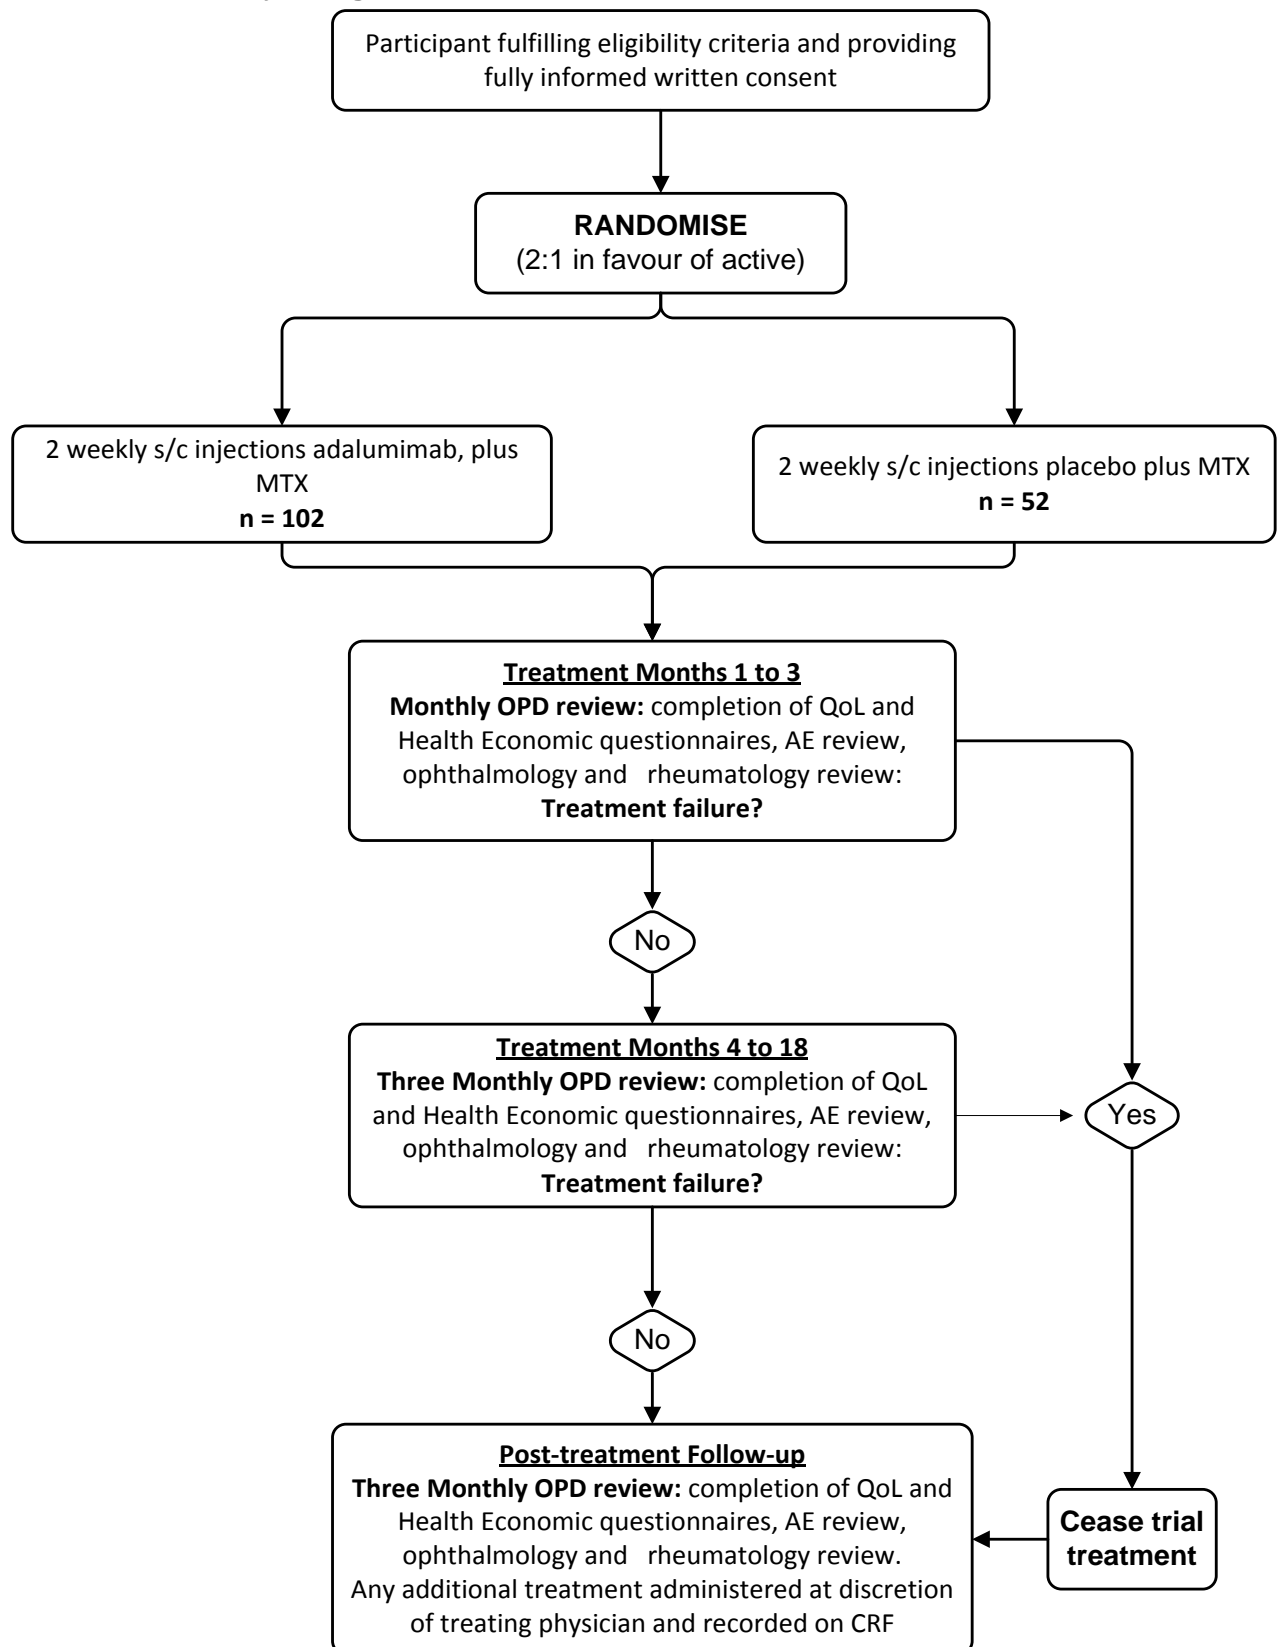 Participant fulfilling eligibility criteria and providing
fully informed written consent
RANDOMISE
(2:1 in favour of active)
2 weekly s/c injections adalumimab, plus
MTX
n = 102
2 weekly s/c injections placebo plus MTX
n = 52
Treatment Months 1 to 3
Monthly OPD review: completion of QoL and
Health Economic questionnaires, AE review,
ophthalmology and rheumatology review:
Treatment failure?
No
Treatment Months 4 to 18
Three Monthly OPD review: completion of QoL
and Health Economic questionnaires, AE review,
ophthalmology and rheumatology review:
Treatment failure?
Yes
No
Post-treatment Follow-up
Three Monthly OPD review: completion of QoL and
Health Economic questionnaires, AE review,
ophthalmology and rheumatology review.
Any additional treatment administered at discretion
of treating physician and recorded on CRF
Cease trial
treatment